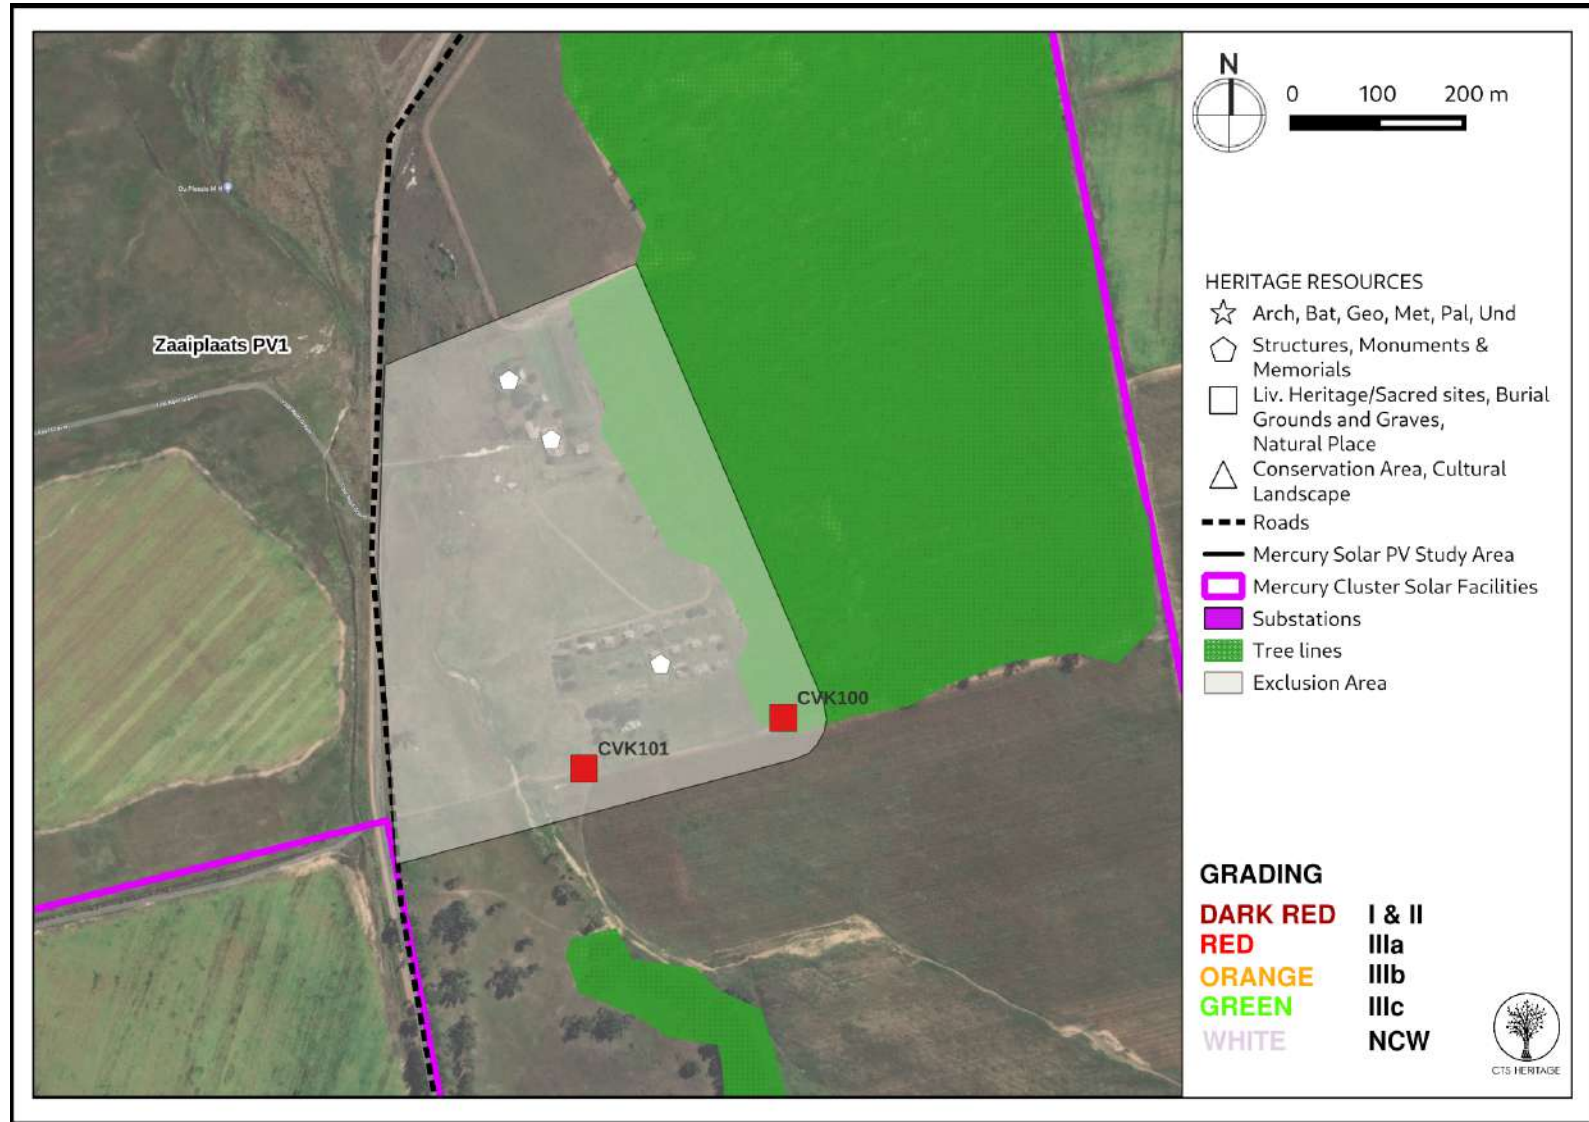 N
0 100 200 m
Du Plessis M H
Zaaiplaats PV1
CVK100
CVK101
HERITAGE RESOURCES
Arch, Bat, Geo, Met, Pal, Und
Structures, Monuments &
Memorials
Liv. Heritage/Sacred sites, Burial
Grounds and Graves,
Natural Place
Conservation Area, Cultural
Landscape
Roads
Mercury Solar PV Study Area
Mercury Cluster Solar Facilities
Substations
Tree lines
Exclusion Area
GRADING
DARK RED I & II
RED IIIa
ORANGE IIIb
GREEN IIIc
WHITE NCW
CTS HERITAGE